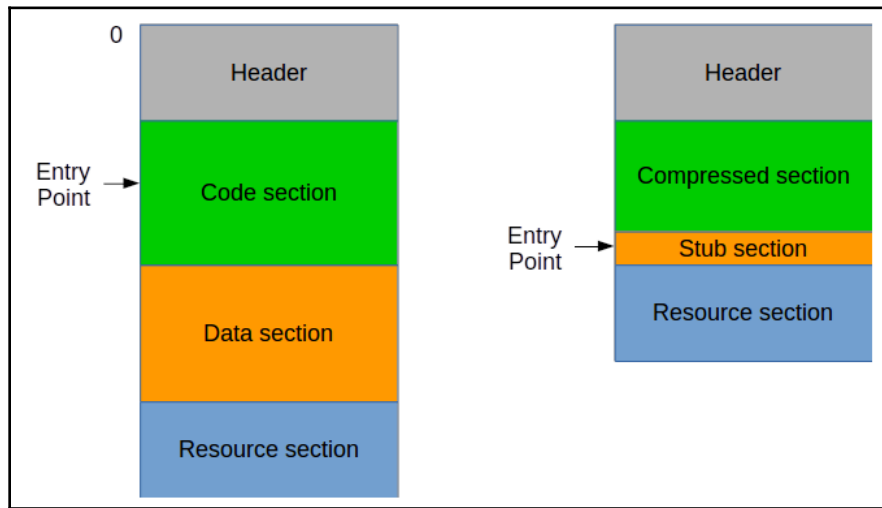 0
Header
Entry
Point
Code section
Data section
Resource section
Header
Compressed section
Entry
Point
Stub section
Resource section